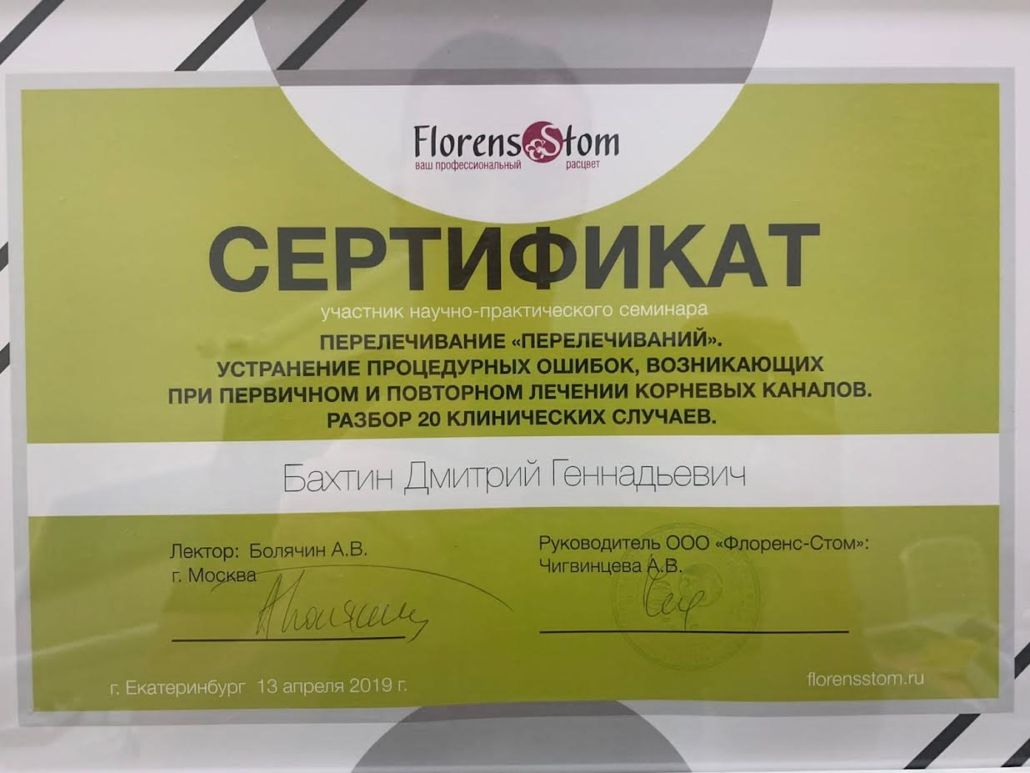 Florens Stom
ваш профессиональный расцвет
СЕРТИФИКАТ
участник научно-практического семинара
ПЕРЕЛЕЧИВАНИЕ «ПЕРЕЛЕЧИВАНИЙ».
УСТРАНЕНИЕ ПРОЦЕДУРНЫХ ОШИБОК, ВОЗНИКАЮЩИХ
ПРИ ПЕРВИЧНОМ И ПОВТОРНОМ ЛЕЧЕНИИ КОРНЕВЫХ КАНАЛОВ.
РАЗБОР 20 КЛИНИЧЕСКИХ СЛУЧАЕВ.
Бахтин Дмитрий Геннадьевич
Лектор: Болячин А.В.
г. Москва
Руководитель ООО «Флоренс-Стом»:
Чигвинцева А.В.
г. Екатеринбург 13 апреля 2019 г.
florensstom.ru